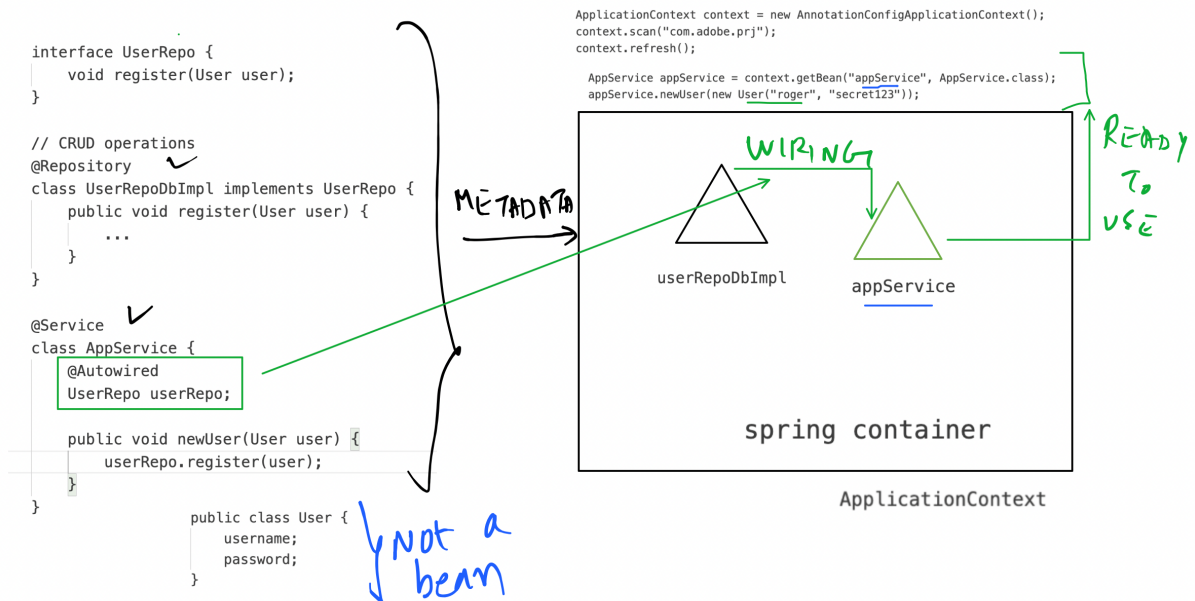 interface UserRepo {
void register(User user);
}
// CRUD operations
@Repository
class UserRepoDbImpl implements UserRepo {
public void register(User user) {
...
}
}
@Service
class AppService {
@Autowired
UserRepo userRepo;
public void newUser(User user) {
userRepo.register(user);
}
}
public class User {
username;
password;
}
Not a
bean
METADATA
ApplicationContext context = new AnnotationConfigApplicationContext();
context.scan("com.adobe.prj");
context.refresh();
AppService appService = context.getBean("appService", AppService.class);
appService.newUser(new User("roger", "secret123"));
WIRING
userRepoDbImpl
appService
spring container
ApplicationContext
READY
TO
USE